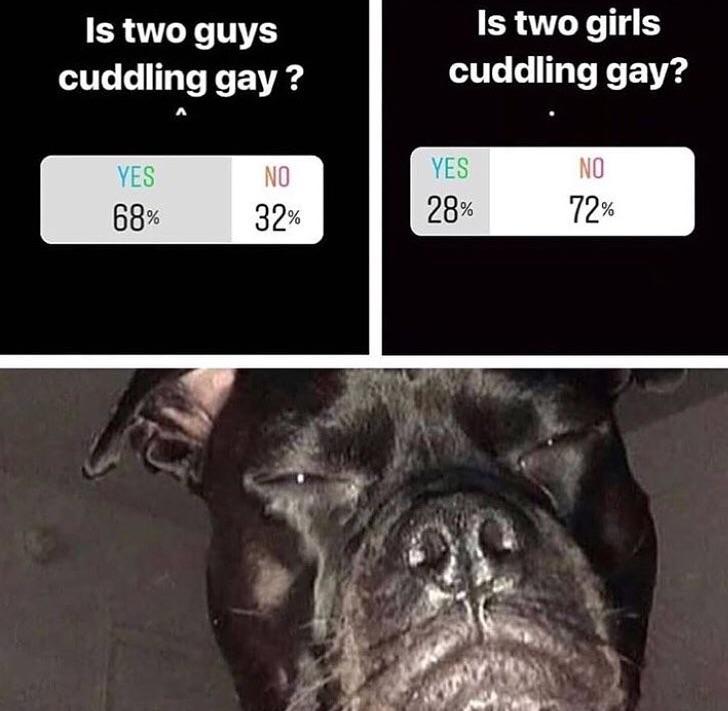 Is two guys
cuddling gay ?
^
YES NO
68% 32%
Is two girls
cuddling gay?
.
YES NO
28% 72%